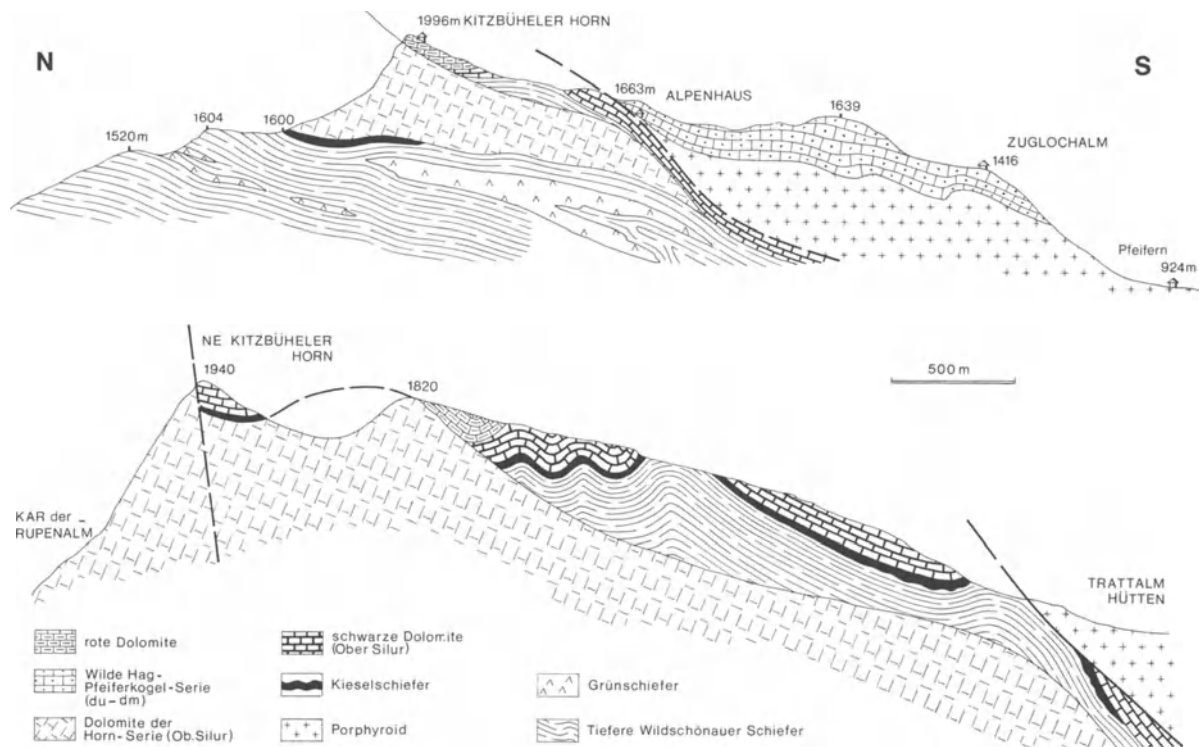 N
1996m KITZBÜHELER HORN
S
1663m
ALPENHAUS
1639
1604
1600
1520m
ZUGLOCHALM
1416
Pfeifern
924m
NE KITZBÜHELER
HORN
1940
1820
500 m
KAR der
RUPENALM
TRATTALM
HÜTTEN
rote Dolomite
schwarze Dolomite
(Ober Silur)
Wilde Hag-
Pfeiferkogel-Serie
(du-dm)
Kieselschiefer
Grünschiefer
Dolomite der
Horn-Serie (Ob. Silur)
Porphyroid
Tiefere Wildschönauer Schiefer